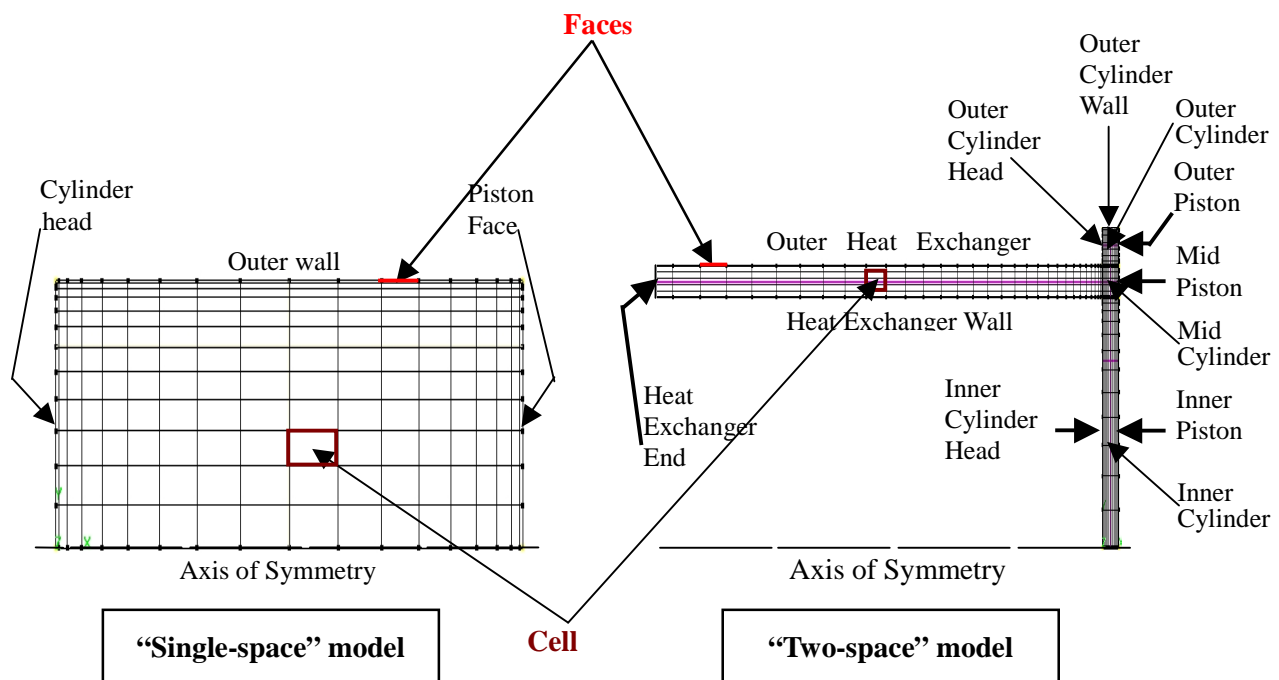 Faces
Cylinder
head
Piston
Face
Outer wall
Outer
Cylinder
Wall
Outer
Cylinder
Head
Outer
Cylinder
Outer
Piston
Outer Heat Exchanger
Mid
Piston
Heat Exchanger Wall
Mid
Cylinder
Heat
Exchanger
End
Inner
Cylinder
Head
Inner
Piston
Inner
Cylinder
Y
Z X
Axis of Symmetry
Axis of Symmetry
“Single-space” model
Cell
“Two-space” model